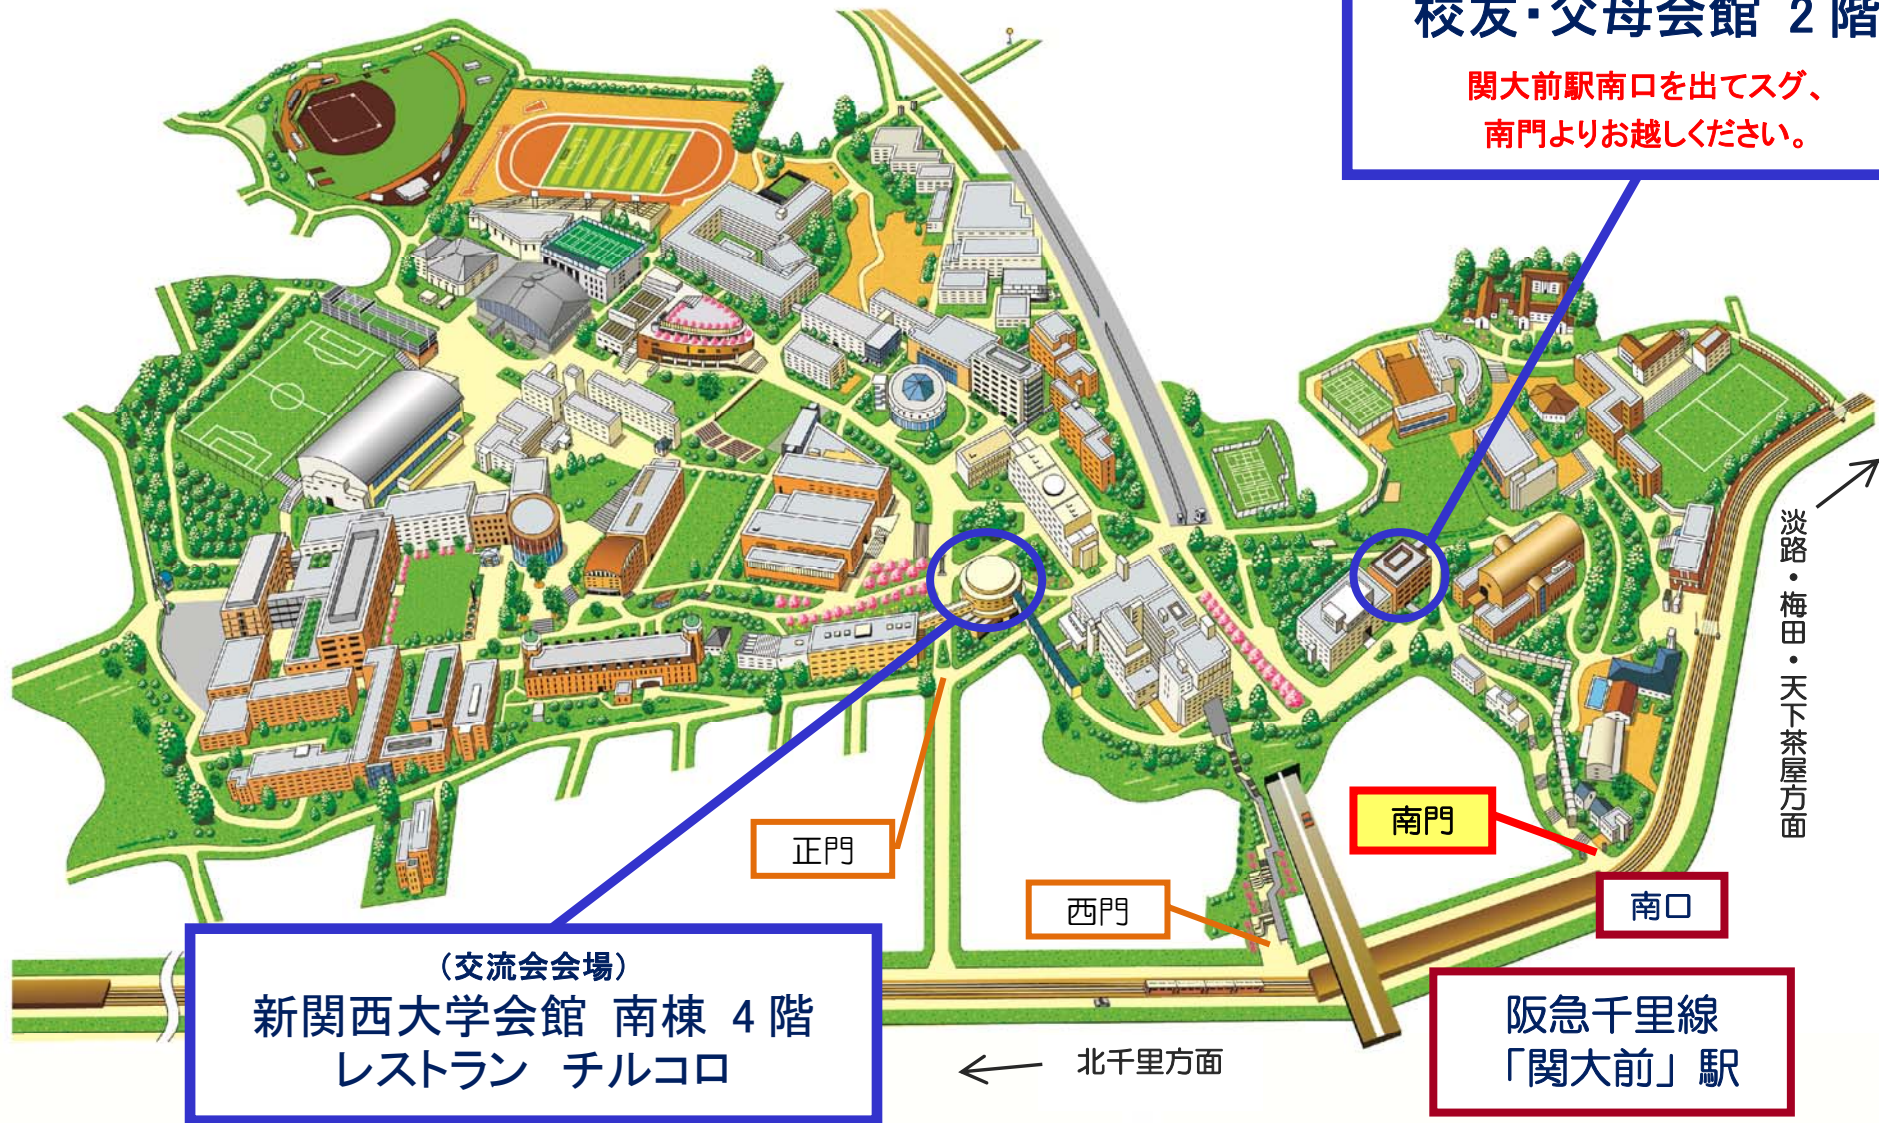 校友・父母会館 2階
関大前駅南口を出てスグ、
南門よりお越しください。
淡路・梅田・天下茶屋方面
正門
西門
南門
南口
(交流会会場)
新関西大学会館 南棟 4階
レストラン チルコロ
北千里方面
阪急千里線
「関大前」駅